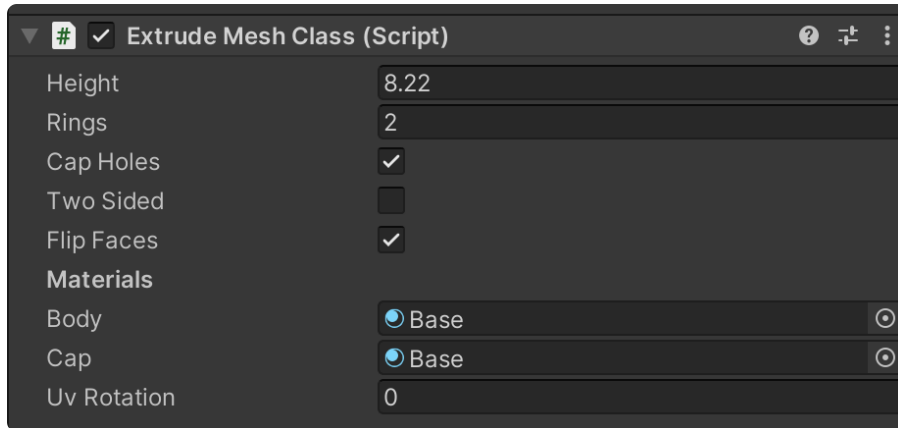 # Extrude Mesh Class (Script)
Height 8.22
Rings 2
Cap Holes
Two Sided
Flip Faces
Materials
Body Base
Cap Base
Uv Rotation 0